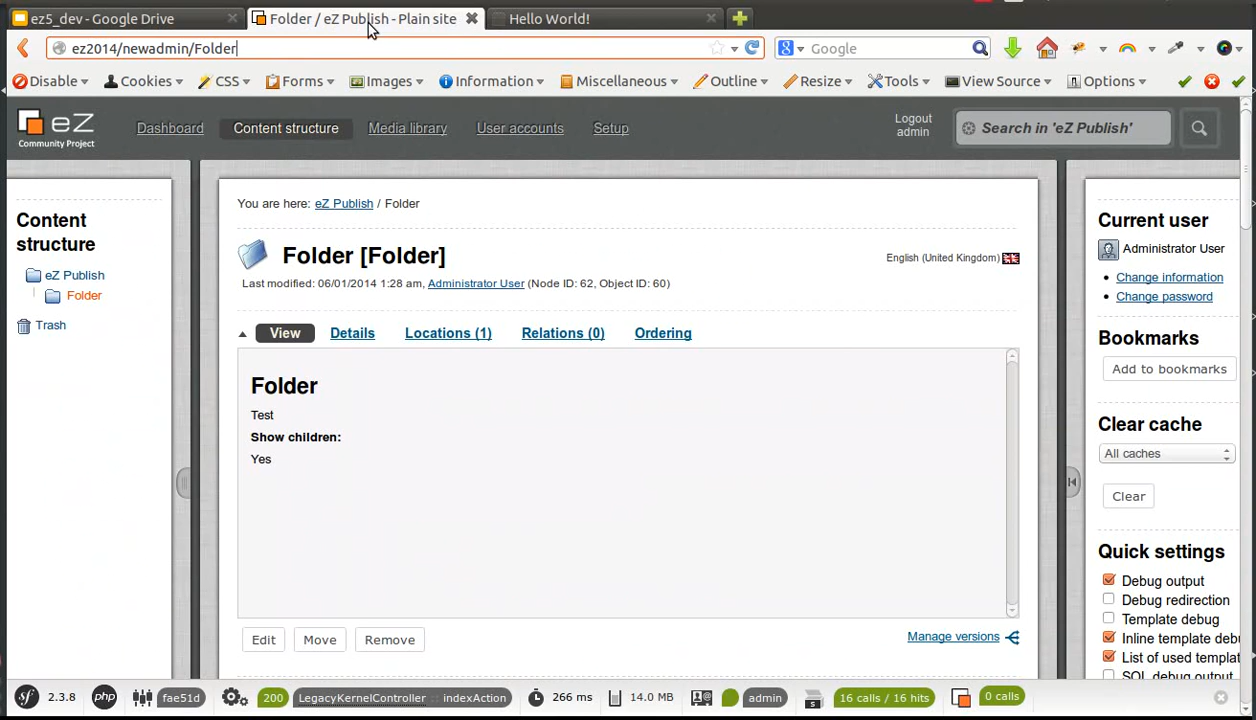 ez5_dev - Google Drive
Folder / eZ Publish - Plain site
Hello World!
ez2014/newadmin/Folder
Google
Disable
Cookies
CSS
Forms
Images
Information
Miscellaneous
Outline
Resize
Tools
View Source
Options
eZ
Community Project
Dashboard
Content structure
Media library
User accounts
Setup
Logout
admin
Search in 'eZ Publish'
Content
structure
eZ Publish
Folder
Trash
You are here: eZ Publish / Folder
Folder [Folder]
English (United Kingdom)
Last modified: 06/01/2014 1:28 am, Administrator User (Node ID: 62, Object ID: 60)
View
Details
Locations (1)
Relations (0)
Ordering
Folder
Test
Show children:
Yes
Edit
Move
Remove
Manage versions
Current user
Administrator User
Change information
Change password
Bookmarks
Add to bookmarks
Clear cache
All caches
Clear
Quick settings
Debug output
Debug redirection
Template debug
Inline template debu
List of used templat
SQL debug output
sf 2.3.8
php
fae51d
200
LegacyKernelController :: indexAction
266 ms
14.0 MB
admin
16 calls / 16 hits
0 calls